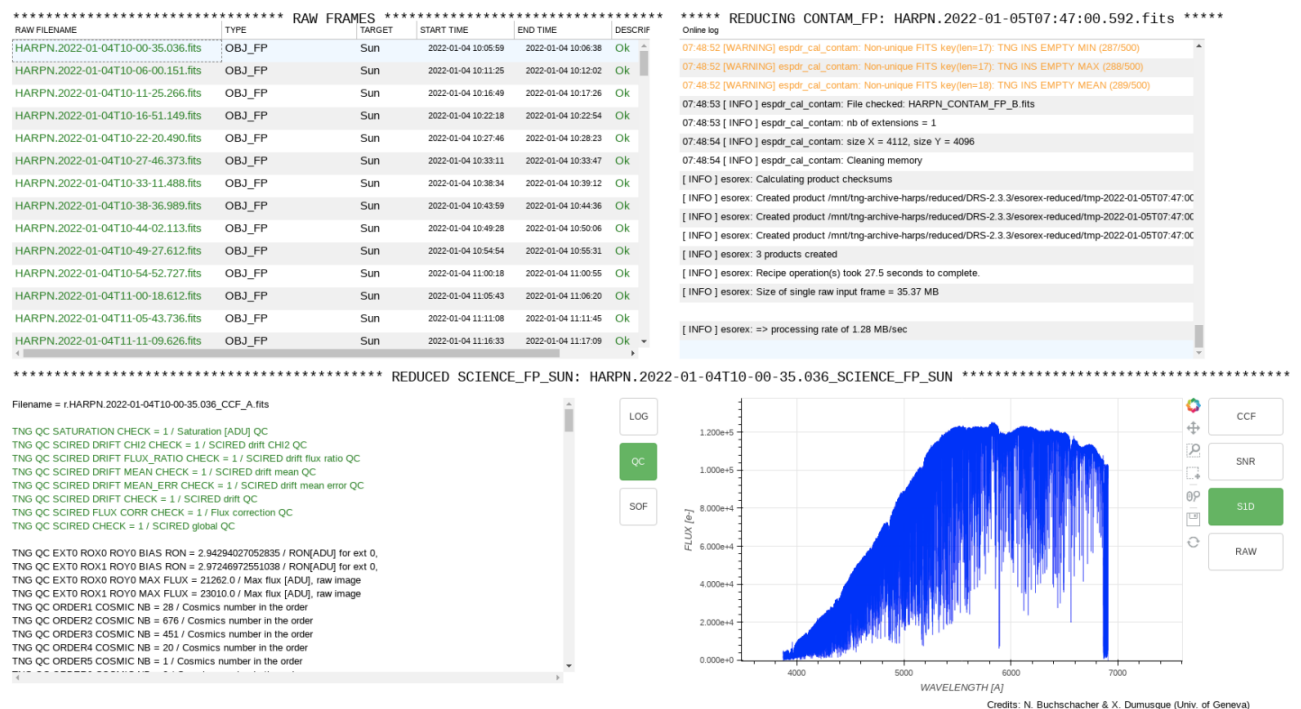 ********************************* RAW FRAMES **********************************
RAW FILENAME TYPE TARGET START TIME END TIME DESCRIF
HARPN.2022-01-04T10-00-35.036.fits OBJ_FP Sun 2022-01-04 10:05:59 2022-01-04 10:06:38 Ok
HARPN.2022-01-04T10-06-00.151.fits OBJ_FP Sun 2022-01-04 10:11:25 2022-01-04 10:12:02 Ok
HARPN.2022-01-04T10-11-25.266.fits OBJ_FP Sun 2022-01-04 10:16:49 2022-01-04 10:17:26 Ok
HARPN.2022-01-04T10-16-51.149.fits OBJ_FP Sun 2022-01-04 10:22:18 2022-01-04 10:22:54 Ok
HARPN.2022-01-04T10-22-20.490.fits OBJ_FP Sun 2022-01-04 10:27:46 2022-01-04 10:28:23 Ok
HARPN.2022-01-04T10-27-46.373.fits OBJ_FP Sun 2022-01-04 10:33:11 2022-01-04 10:33:47 Ok
HARPN.2022-01-04T10-33-11.488.fits OBJ_FP Sun 2022-01-04 10:38:34 2022-01-04 10:39:12 Ok
HARPN.2022-01-04T10-38-36.989.fits OBJ_FP Sun 2022-01-04 10:43:59 2022-01-04 10:44:36 Ok
HARPN.2022-01-04T10-44-02.113.fits OBJ_FP Sun 2022-01-04 10:49:28 2022-01-04 10:50:06 Ok
HARPN.2022-01-04T10-49-27.612.fits OBJ_FP Sun 2022-01-04 10:54:54 2022-01-04 10:55:31 Ok
HARPN.2022-01-04T10-54-52.727.fits OBJ_FP Sun 2022-01-04 11:00:18 2022-01-04 11:00:55 Ok
HARPN.2022-01-04T11-00-18.612.fits OBJ_FP Sun 2022-01-04 11:05:43 2022-01-04 11:06:20 Ok
HARPN.2022-01-04T11-05-43.736.fits OBJ_FP Sun 2022-01-04 11:11:08 2022-01-04 11:11:45 Ok
HARPN.2022-01-04T11-11-09.626.fits OBJ_FP Sun 2022-01-04 11:16:33 2022-01-04 11:17:09 Ok
***** REDUCING CONTAM_FP: HARPN.2022-01-05T07:47:00.592.fits *****
Online log
07:48:52 [WARNING] espdr_cal_contam: Non-unique FITS key(len=17): TNG INS EMPTY MIN (287/500)
07:48:52 [WARNING] espdr_cal_contam: Non-unique FITS key(len=17): TNG INS EMPTY MAX (288/500)
07:48:52 [WARNING] espdr_cal_contam: Non-unique FITS key(len=18): TNG INS EMPTY MEAN (289/500)
07:48:53 [ INFO ] espdr_cal_contam: File checked: HARPN_CONTAM_FP_B.fits
07:48:53 [ INFO ] espdr_cal_contam: nb of extensions = 1
07:48:54 [ INFO ] espdr_cal_contam: size X = 4112, size Y = 4096
07:48:54 [ INFO ] espdr_cal_contam: Cleaning memory
[ INFO ] esorex: Calculating product checksums
[ INFO ] esorex: Created product /mnt/tng-archive-harps/reduced/DRS-2.3.3/esorex-reduced/tmp-2022-01-05T07:47:00
[ INFO ] esorex: Created product /mnt/tng-archive-harps/reduced/DRS-2.3.3/esorex-reduced/tmp-2022-01-05T07:47:00
[ INFO ] esorex: Created product /mnt/tng-archive-harps/reduced/DRS-2.3.3/esorex-reduced/tmp-2022-01-05T07:47:00
[ INFO ] esorex: 3 products created
[ INFO ] esorex: Recipe operation(s) took 27.5 seconds to complete.
[ INFO ] esorex: Size of single raw input frame = 35.37 MB
[ INFO ] esorex: => processing rate of 1.28 MB/sec
********************************************* REDUCED SCIENCE_FP_SUN: HARPN.2022-01-04T10-00-35.036_SCIENCE_FP_SUN ****************************************
Filename = r.HARPN.2022-01-04T10-00-35.036_CCF_A.fits
TNG QC SATURATION CHECK = 1 / Saturation [ADU] QC
TNG QC SCIRED DRIFT CHI2 CHECK = 1 / SCIRED drift CHI2 QC
TNG QC SCIRED DRIFT FLUX_RATIO CHECK = 1 / SCIRED drift flux ratio QC
TNG QC SCIRED DRIFT MEAN CHECK = 1 / SCIRED drift mean QC
TNG QC SCIRED DRIFT MEAN_ERR CHECK = 1 / SCIRED drift mean error QC
TNG QC SCIRED DRIFT CHECK = 1 / SCIRED drift QC
TNG QC SCIRED FLUX CORR CHECK = 1 / Flux correction QC
TNG QC SCIRED CHECK = 1 / SCIRED global QC
TNG QC EXT0 ROX0 ROY0 BIAS RON = 2.94294027052835 / RON[ADU] for ext 0,
TNG QC EXT0 ROX1 ROY0 BIAS RON = 2.97246972551038 / RON[ADU] for ext 0,
TNG QC EXT0 ROX0 ROY0 MAX FLUX = 21262.0 / Max flux [ADU], raw image
TNG QC EXT0 ROX1 ROY0 MAX FLUX = 23010.0 / Max flux [ADU], raw image
TNG QC ORDER1 COSMIC NB = 28 / Cosmics number in the order
TNG QC ORDER2 COSMIC NB = 676 / Cosmics number in the order
TNG QC ORDER3 COSMIC NB = 451 / Cosmics number in the order
TNG QC ORDER4 COSMIC NB = 20 / Cosmics number in the order
TNG QC ORDER5 COSMIC NB = 1 / Cosmics number in the order
LOG
QC
SOF
1.200e+5
1.000e+5
8.000e+4
6.000e+4
4.000e+4
2.000e+4
0.000e+0
FLUX [e-]
4000 5000 6000 7000
WAVELENGTH [A]
CCF
SNR
S1D
RAW
Credits: N. Buchschacher & X. Dumusque (Univ. of Geneva)